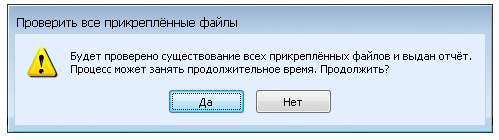 Проверить все прикреплённые файлы
Будет проверено существование всех прикреплённых файлов и выдан отчёт.
Процесс может занять продолжительное время. Продолжить?
Да
Нет